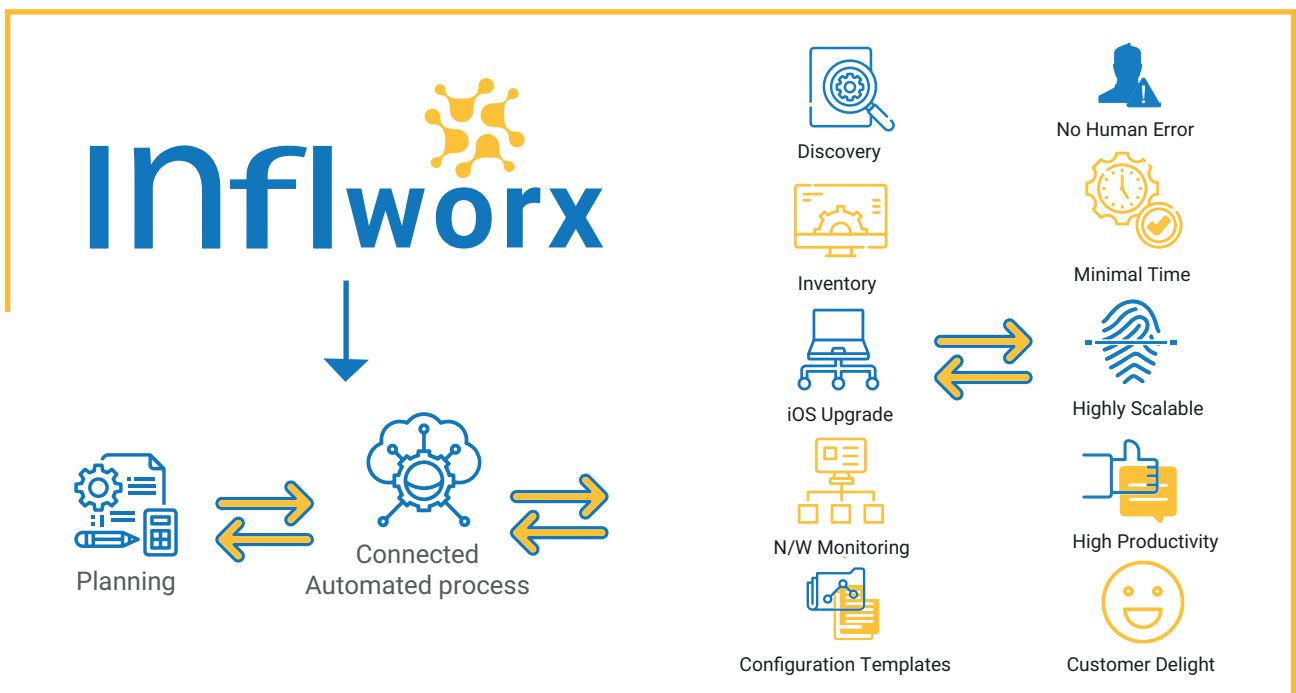 Inflworx
Planning
Connected
Automated process
Discovery
Inventory
iOS Upgrade
N/W Monitoring
Configuration Templates
No Human Error
Minimal Time
Highly Scalable
High Productivity
Customer Delight